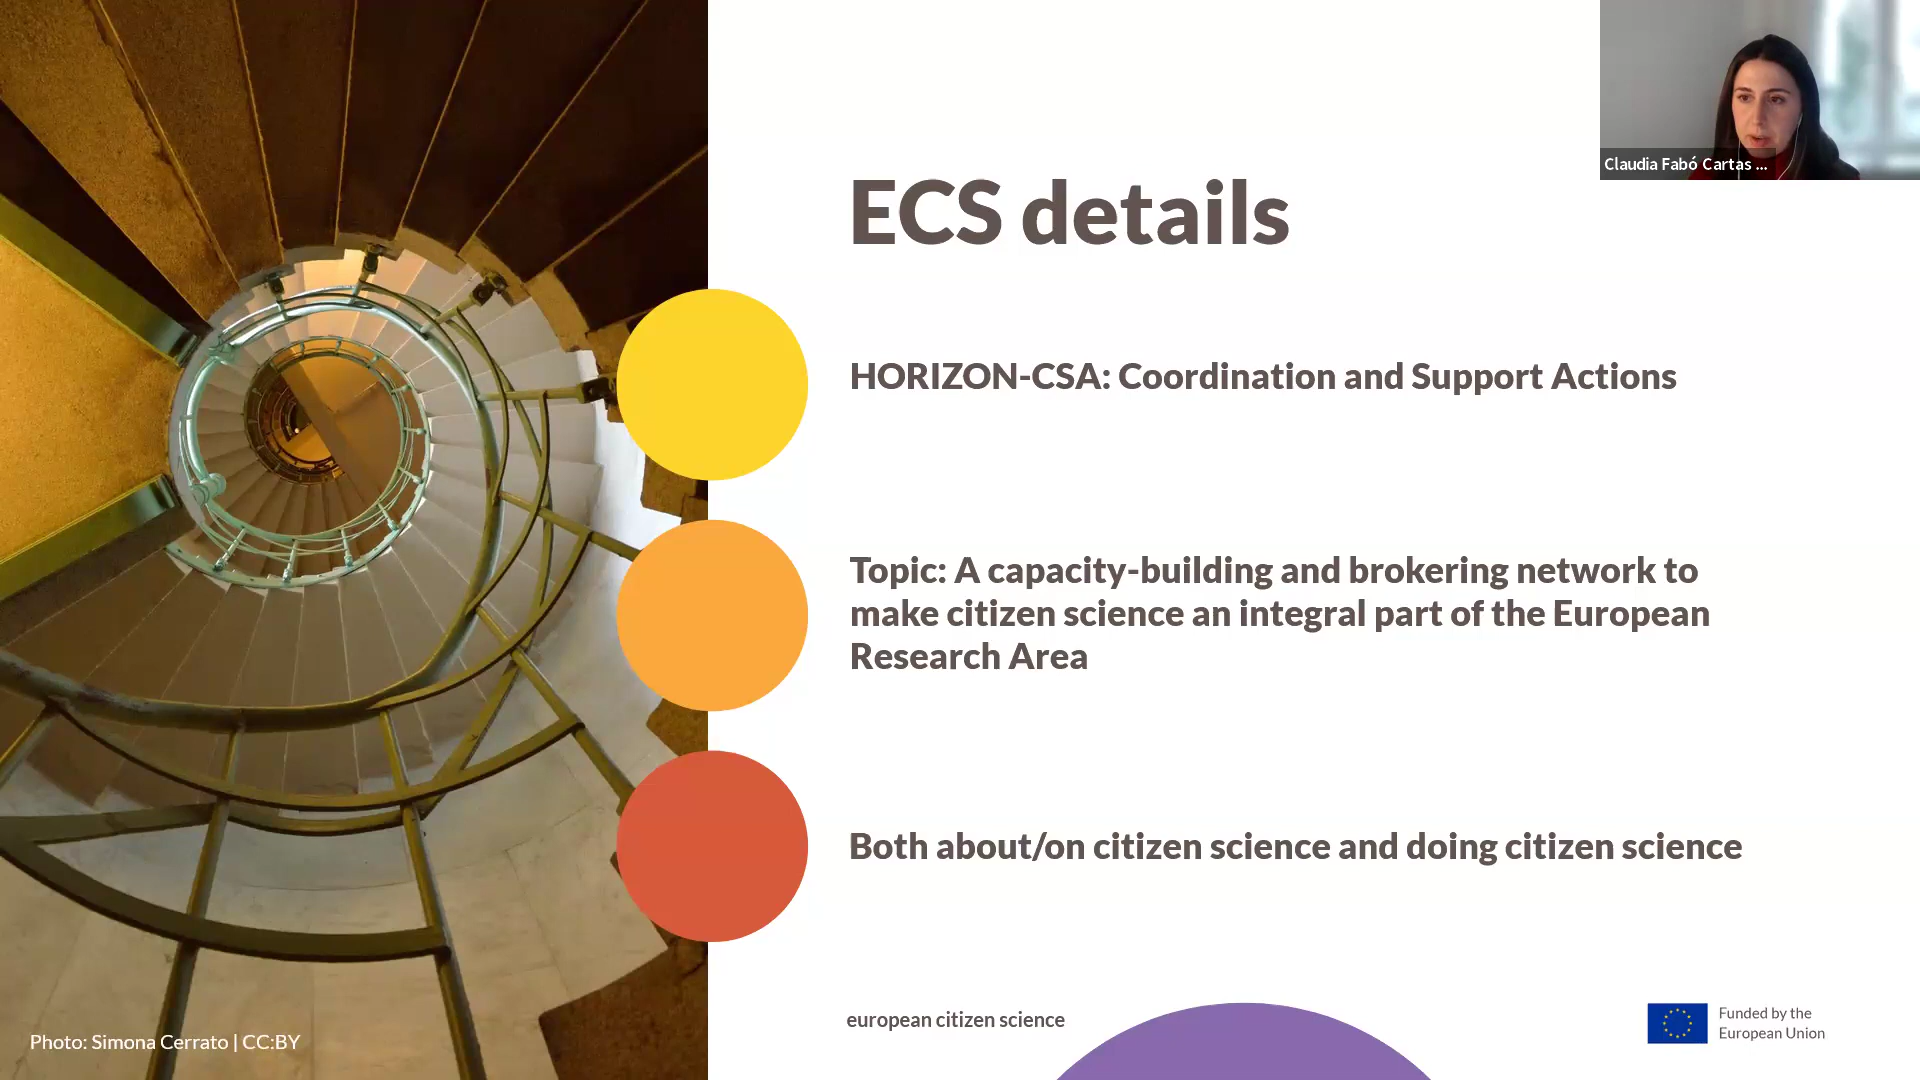 Claudia Fabó Cartas ...
ECS details
HORIZON-CSA: Coordination and Support Actions
Topic: A capacity-building and brokering network to
make citizen science an integral part of the European
Research Area
Both about/on citizen science and doing citizen science
european citizen science
Funded by the
European Union
Photo: Simona Cerrato | CC:BY